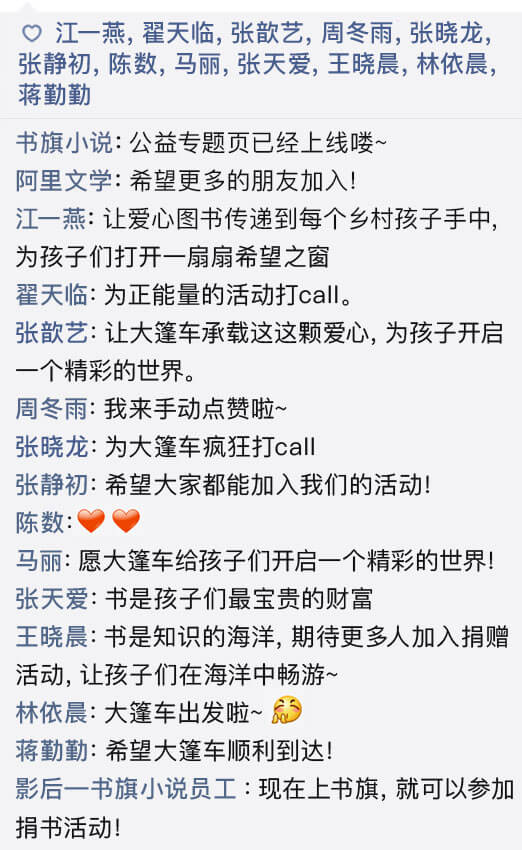 江一燕, 翟天临, 张歆艺, 周冬雨, 张晓龙,
张静初, 陈数, 马丽, 张天爱, 王晓晨, 林依晨,
蒋勤勤
书旗小说: 公益专题页已经上线喽~
阿里文学: 希望更多的朋友加入!
江一燕: 让爱心图书传递到每个乡村孩子手中,
为孩子们打开一扇扇希望之窗
翟天临: 为正能量的活动打call。
张歆艺: 让大篷车承载这这颗爱心, 为孩子开启
一个精彩的世界。
周冬雨: 我来手动点赞啦~
张晓龙: 为大篷车疯狂打call
张静初: 希望大家都能加入我们的活动!
陈数:
马丽: 愿大篷车给孩子们开启一个精彩的世界!
张天爱: 书是孩子们最宝贵的财富
王晓晨: 书是知识的海洋, 期待更多人加入捐赠
活动, 让孩子们在海洋中畅游~
林依晨: 大篷车出发啦~
蒋勤勤: 希望大篷车顺利到达!
影后一书旗小说员工: 现在上书旗, 就可以参加
捐书活动!